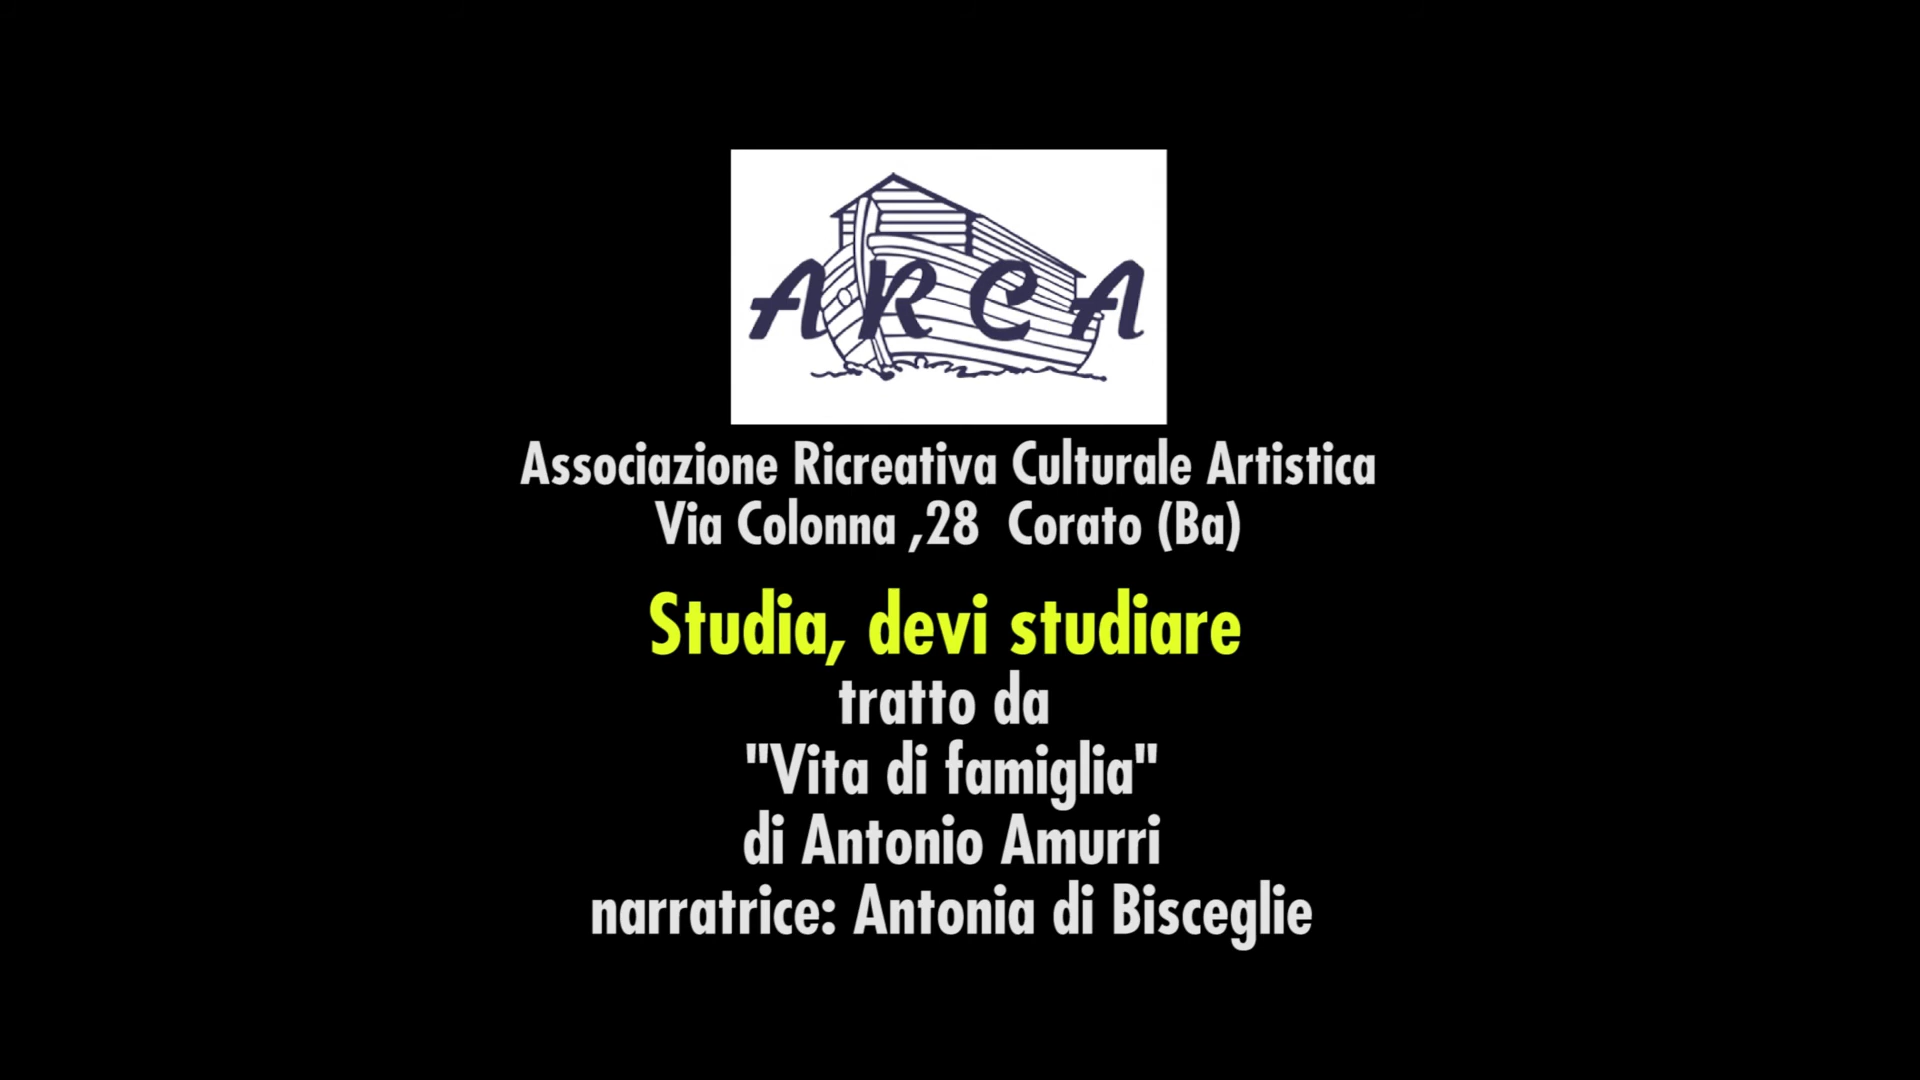 ARCA
Associazione Ricreativa Culturale Artistica
Via Colonna ,28  Corato (Ba)
Studia, devi studiare
tratto da
"Vita di famiglia"
di Antonio Amurri
narratrice: Antonia di Bisceglie